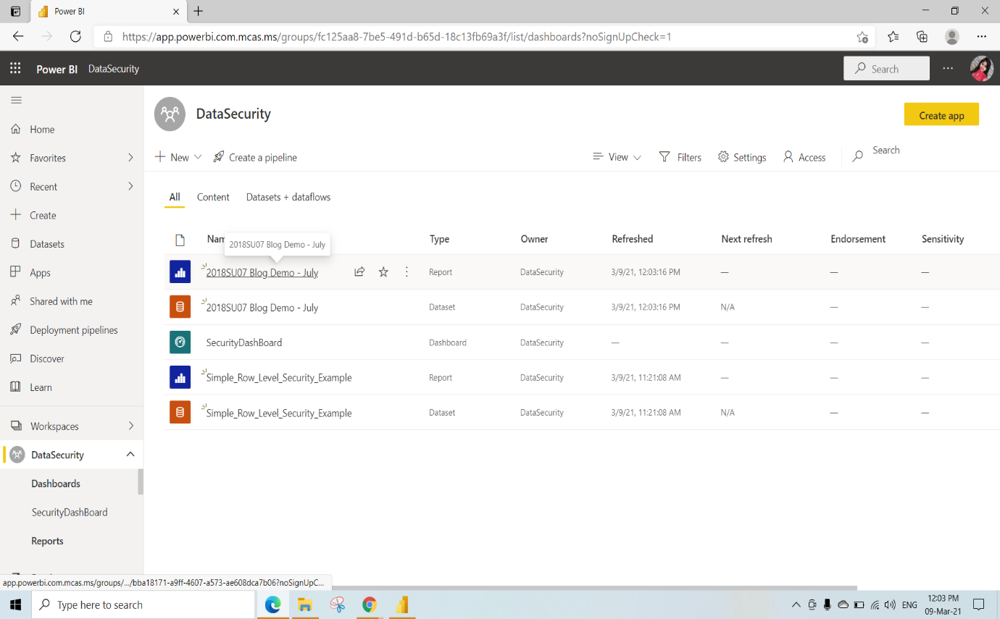 Power BI
https://app.powerbi.com.mcas.ms/groups/fc125aa8-7be5-491d-b65d-18c13fb69a3f/list/dashboards?noSignUpCheck=1
Power BI DataSecurity Search
DataSecurity Create app
Home
Favorites
Recent
Create
Datasets
Apps
Shared with me
Deployment pipelines
Discover
Learn
Workspaces
DataSecurity
Dashboards
SecurityDashBoard
Reports
New Create a pipeline View Filters Settings Access Search
All Content Datasets + dataflows
Type Owner Refreshed Next refresh Endorsement Sensitivity
2018SU07 Blog Demo - July
2018SU07 Blog Demo - July Report DataSecurity 3/9/21, 12:03:16 PM — — —
2018SU07 Blog Demo - July Dataset DataSecurity 3/9/21, 12:03:16 PM N/A — —
SecurityDashBoard Dashboard DataSecurity — — — —
Simple_Row_Level_Security_Example Report DataSecurity 3/9/21, 11:21:08 AM — — —
Simple_Row_Level_Security_Example Dataset DataSecurity 3/9/21, 11:21:08 AM N/A — —
app.powerbi.com.mcas.ms/groups/.../bba18171-a9ff-4607-a573-ae608dca7b06?noSignUpC...
Type here to search ENG
12:03 PM
09-Mar-21